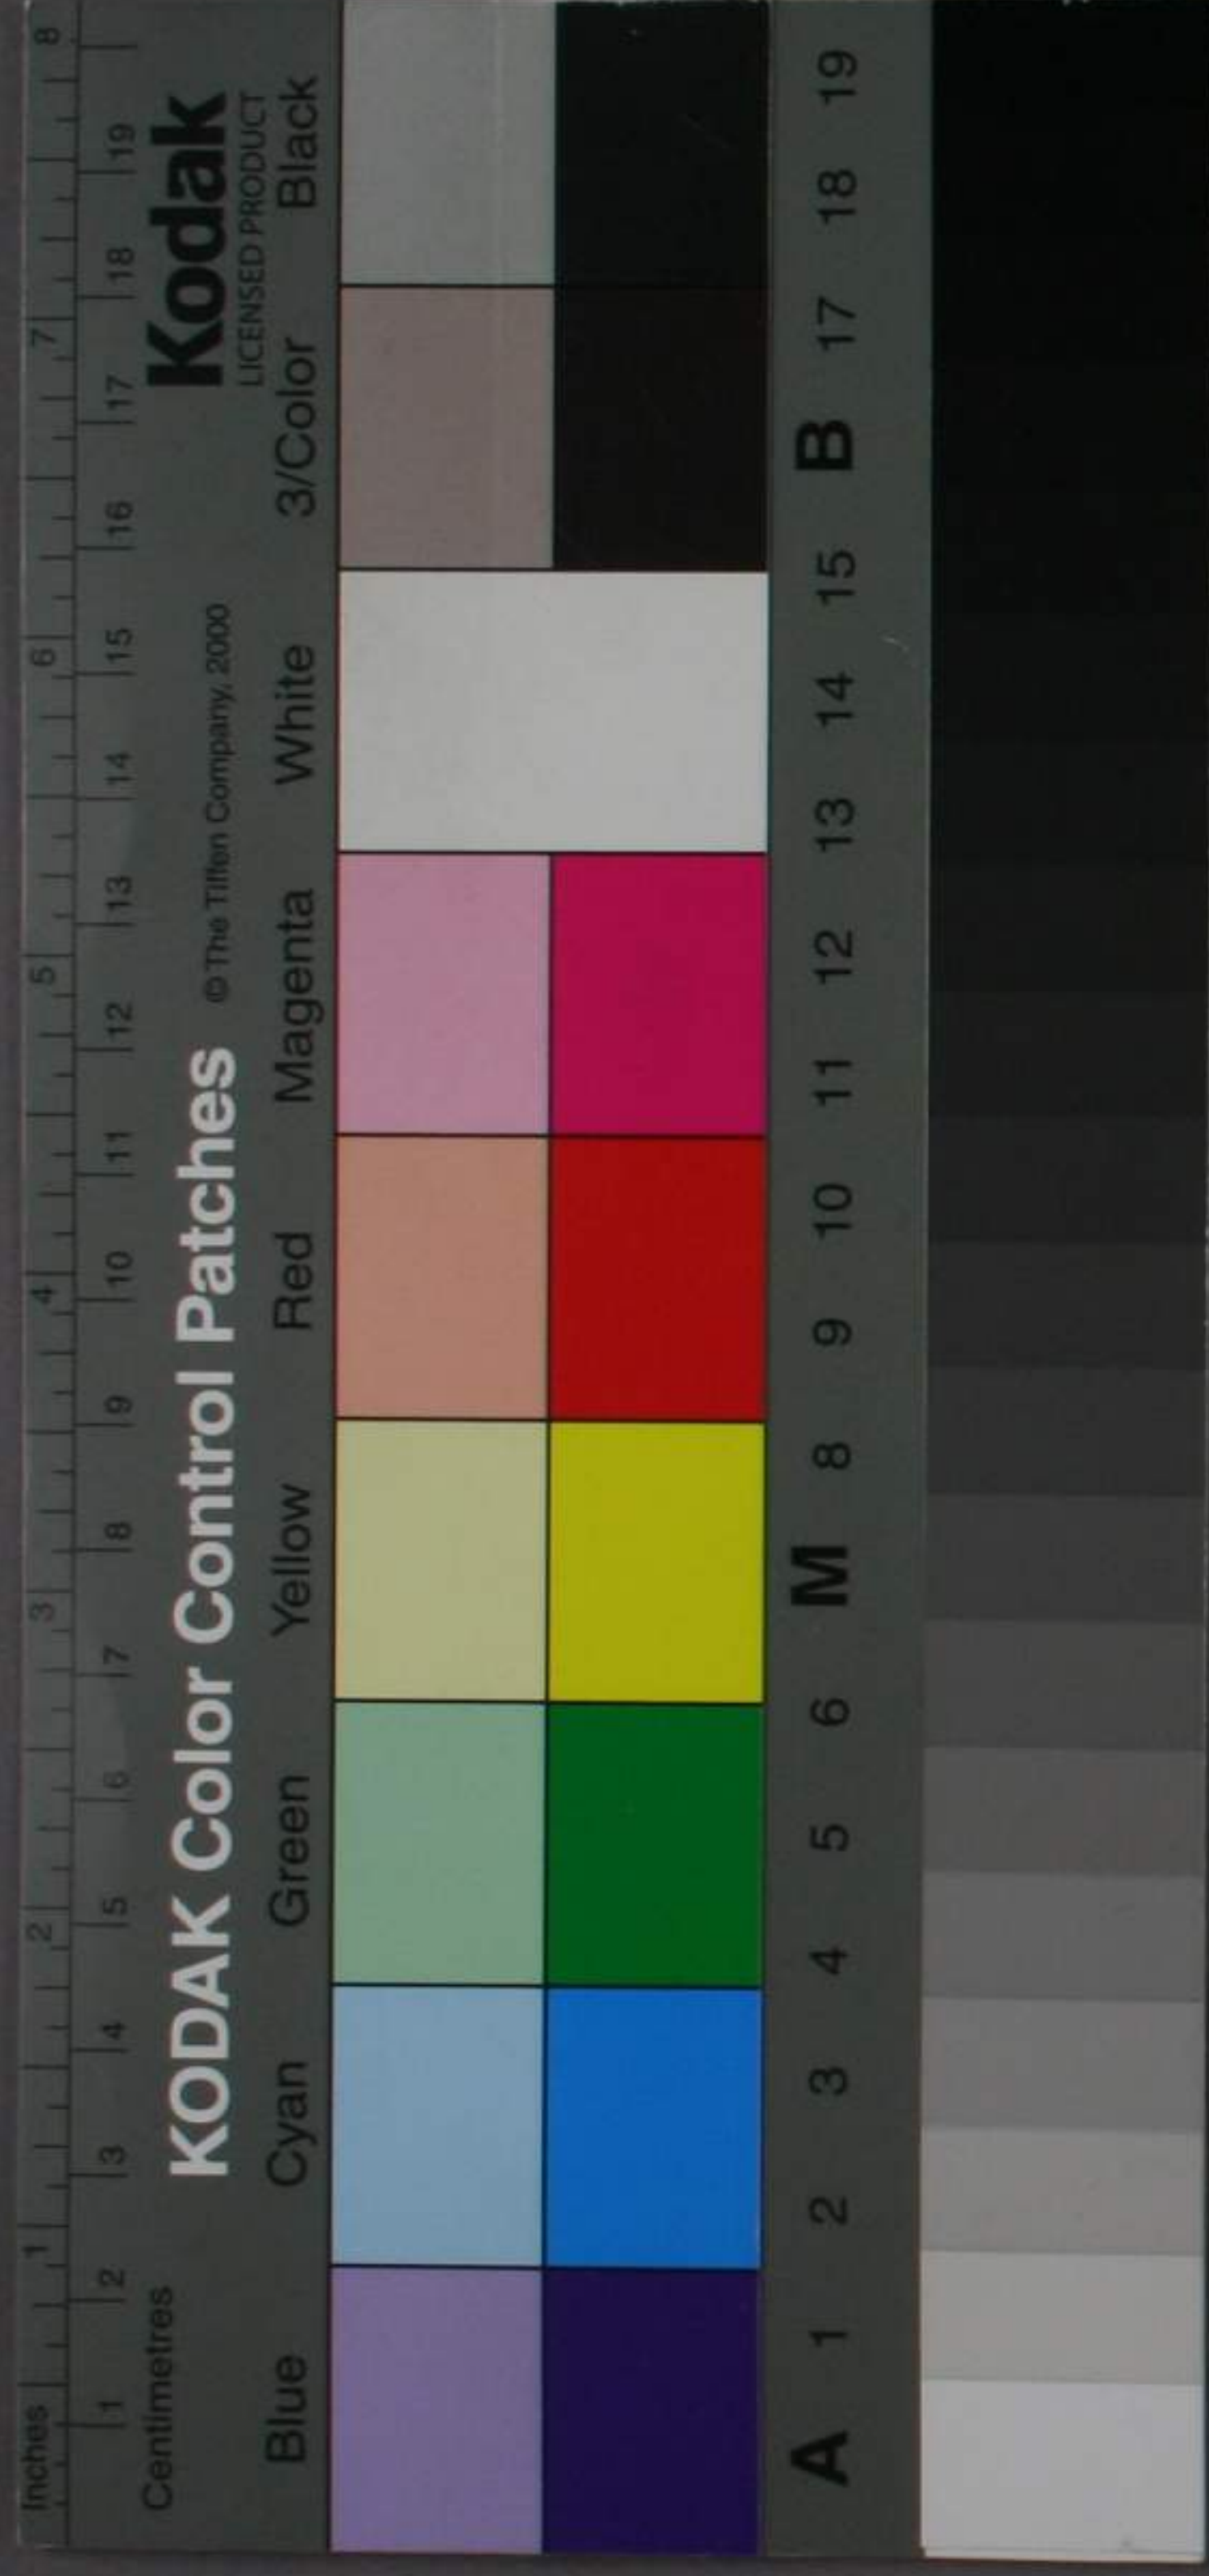 Inches 1 2 3 4 5 6 7 8
Centimetres 1 2 3 4 5 6 7 8 9 10 11 12 13 14 15 16 17 18 19
KODAK Color Control Patches © The Tiffen Company, 2000 Kodak
LICENSED PRODUCT
Blue Cyan Green Yellow Red Magenta White 3/Color Black
A 1 2 3 4 5 6 M 8 9 10 11 12 13 14 15 B 17 18 19